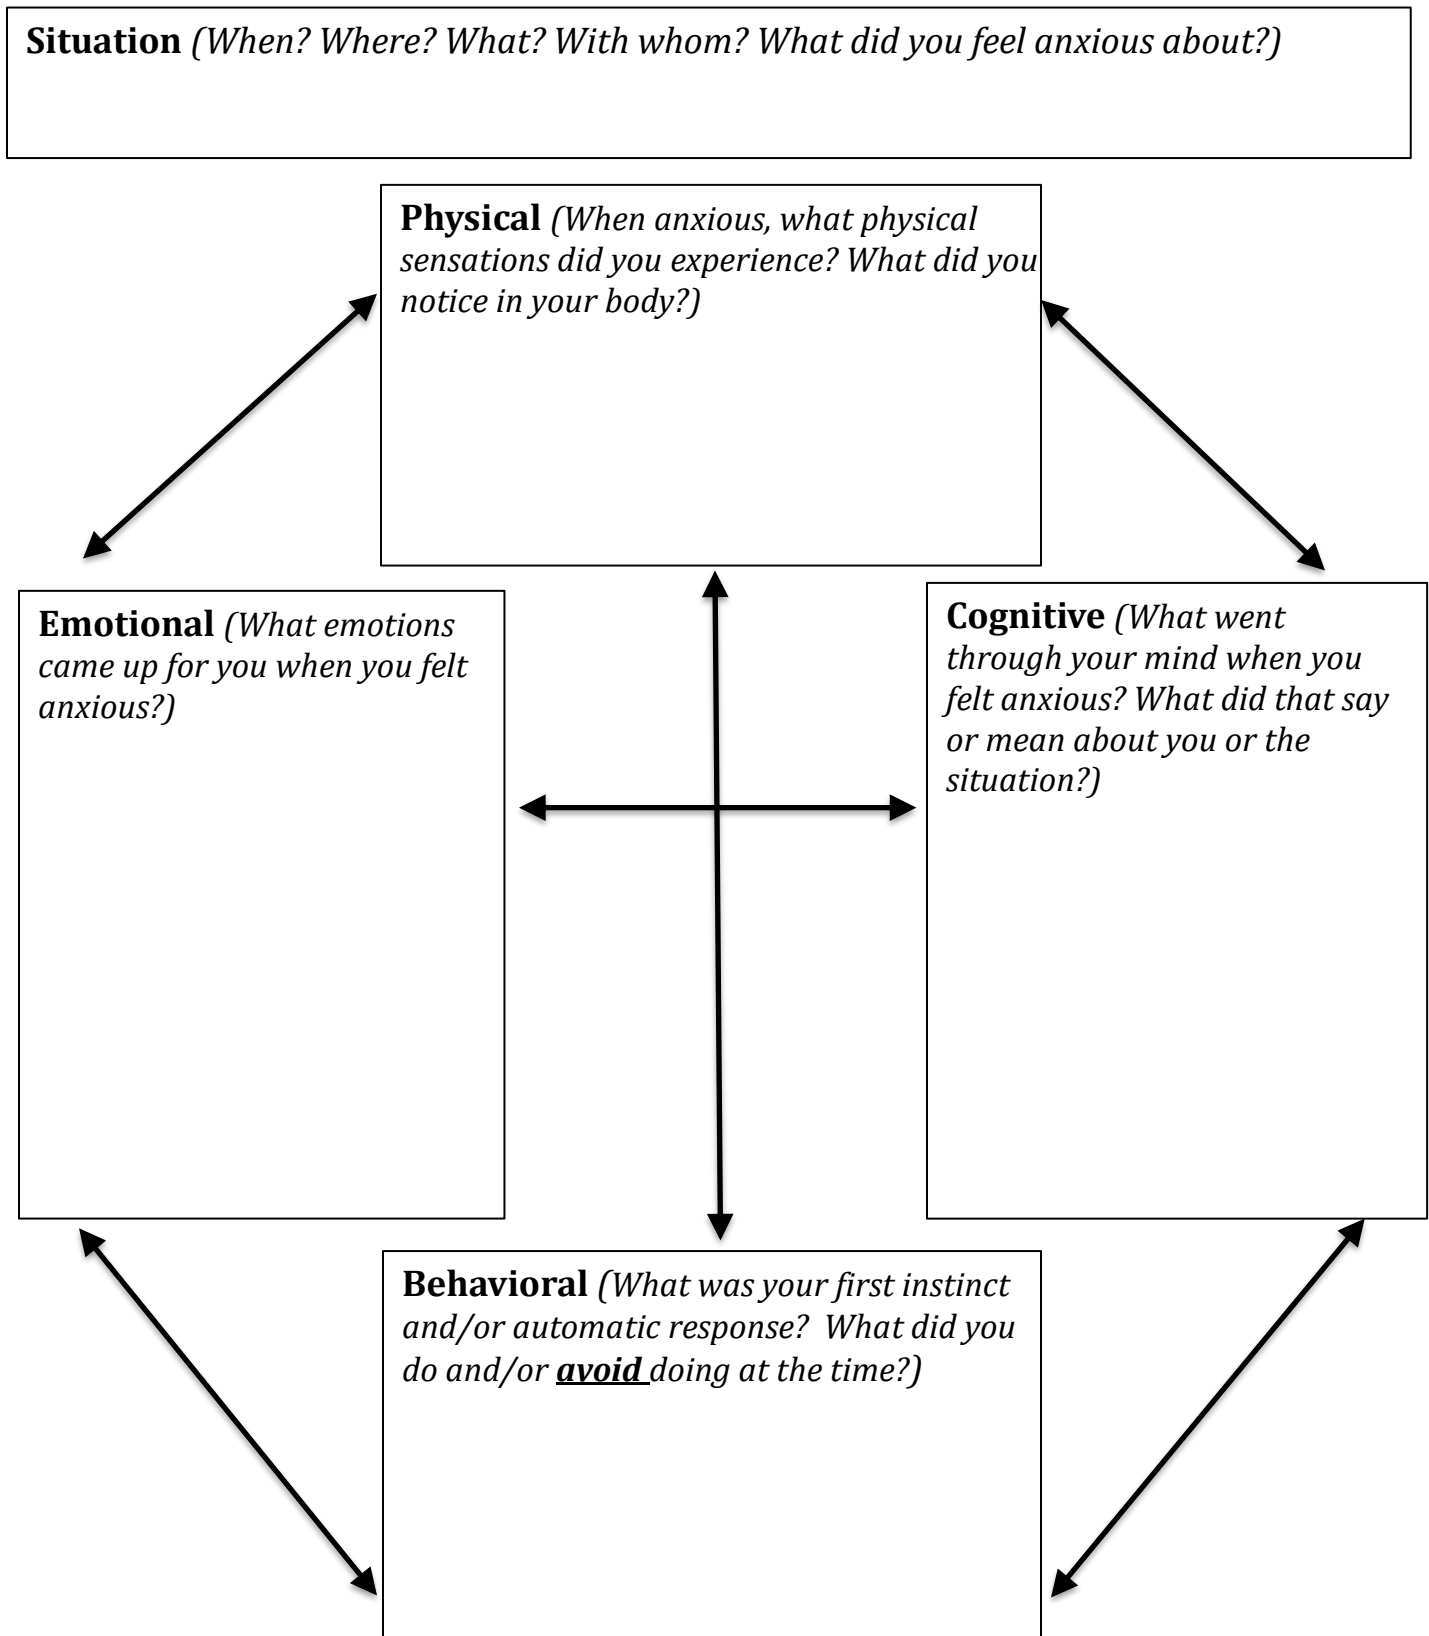 Situation (When? Where? What? With whom? What did you feel anxious about?)
Physical (When anxious, what physical
sensations did you experience? What did you
notice in your body?)
Emotional (What emotions
came up for you when you felt
anxious?)
Cognitive (What went
through your mind when you
felt anxious? What did that say
or mean about you or the
situation?)
Behavioral (What was your first instinct
and/or automatic response?  What did you
do and/or avoid doing at the time?)